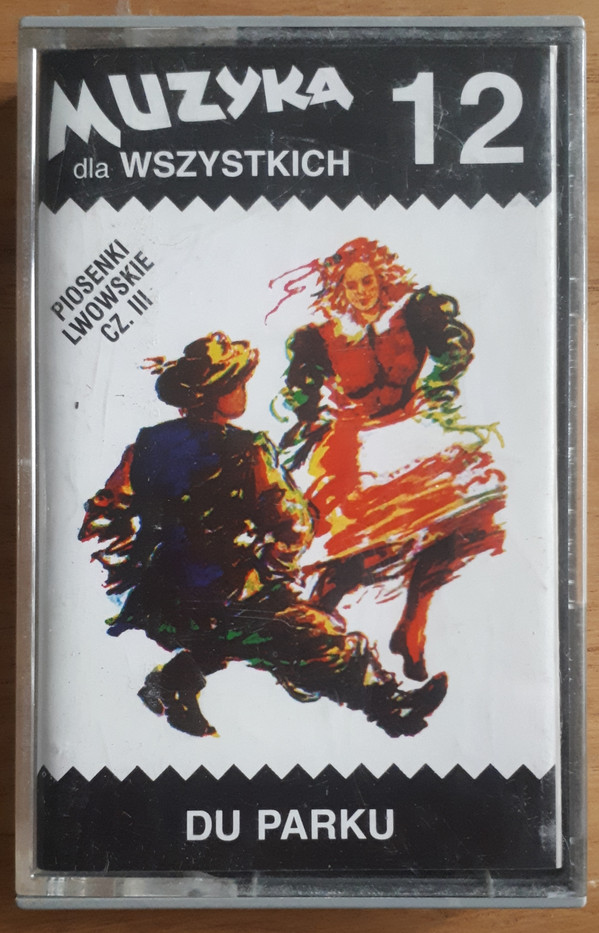 MUZYKA 12
dla WSZYSTKICH
PIOSENKI
LWOWSKIE
CZ. III
DU PARKU